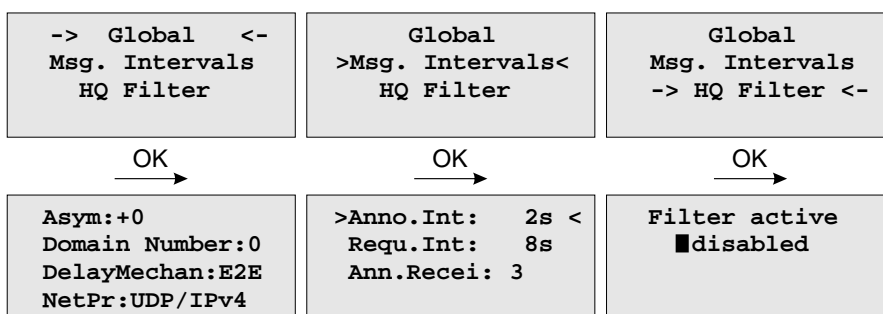 -> Global <-
Msg. Intervals
HQ Filter
Global
>Msg. Intervals<
HQ Filter
Global
Msg. Intervals
-> HQ Filter <-
OK
OK
OK
Asym:+0
Domain Number:0
DelayMechan:E2E
NetPr:UDP/IPv4
>Anno.Int: 2s <
Requ.Int: 8s
Ann.Recei: 3
Filter active
█disabled